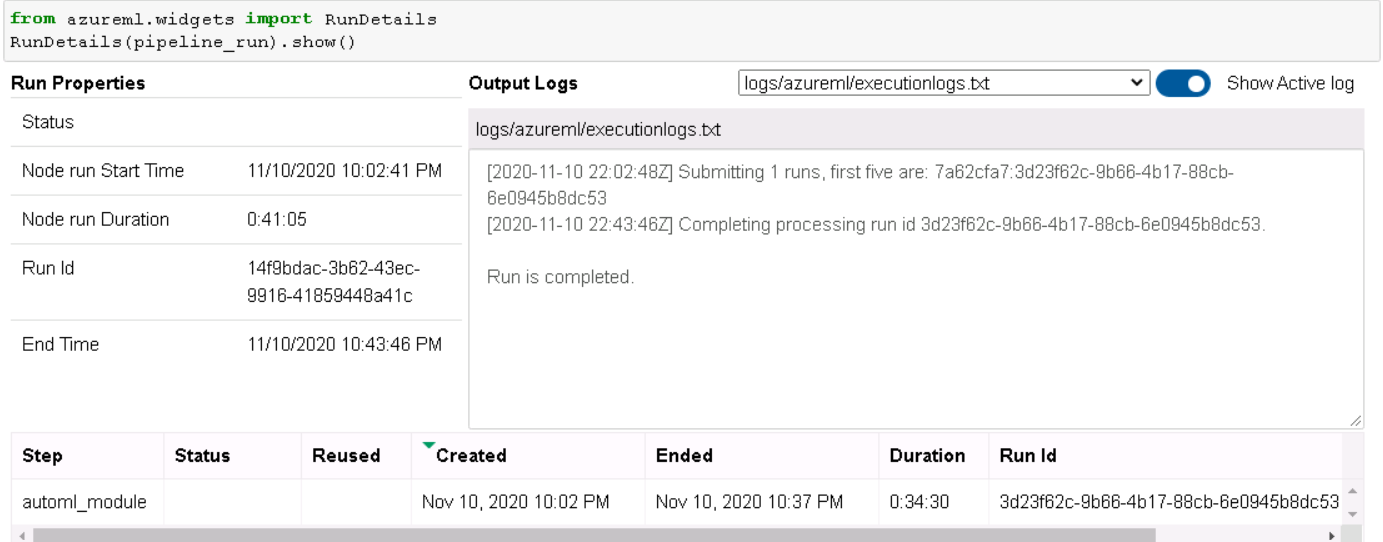 from azureml.widgets import RunDetails
RunDetails(pipeline_run).show()
Run Properties
Status
Node run Start Time 11/10/2020 10:02:41 PM
Node run Duration 0:41:05
Run Id 14f9bdac-3b62-43ec-
9916-41859448a41c
End Time 11/10/2020 10:43:46 PM
Output Logs logs/azureml/executionlogs.txt Show Active log
logs/azureml/executionlogs.txt
[2020-11-10 22:02:48Z] Submitting 1 runs, first five are: 7a62cfa7:3d23f62c-9b66-4b17-88cb-
6e0945b8dc53
[2020-11-10 22:43:46Z] Completing processing run id 3d23f62c-9b66-4b17-88cb-6e0945b8dc53.
Run is completed.
Step Status Reused Created Ended Duration Run Id
automl_module Nov 10, 2020 10:02 PM Nov 10, 2020 10:37 PM 0:34:30 3d23f62c-9b66-4b17-88cb-6e0945b8dc53